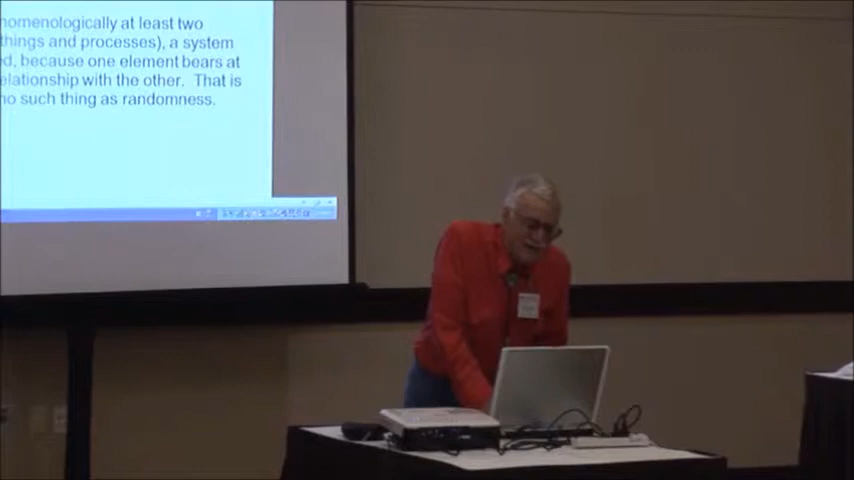 nomenologically at least two
things and processes), a system
d, because one element bears at
elationship with the other. That is
no such thing as randomness.